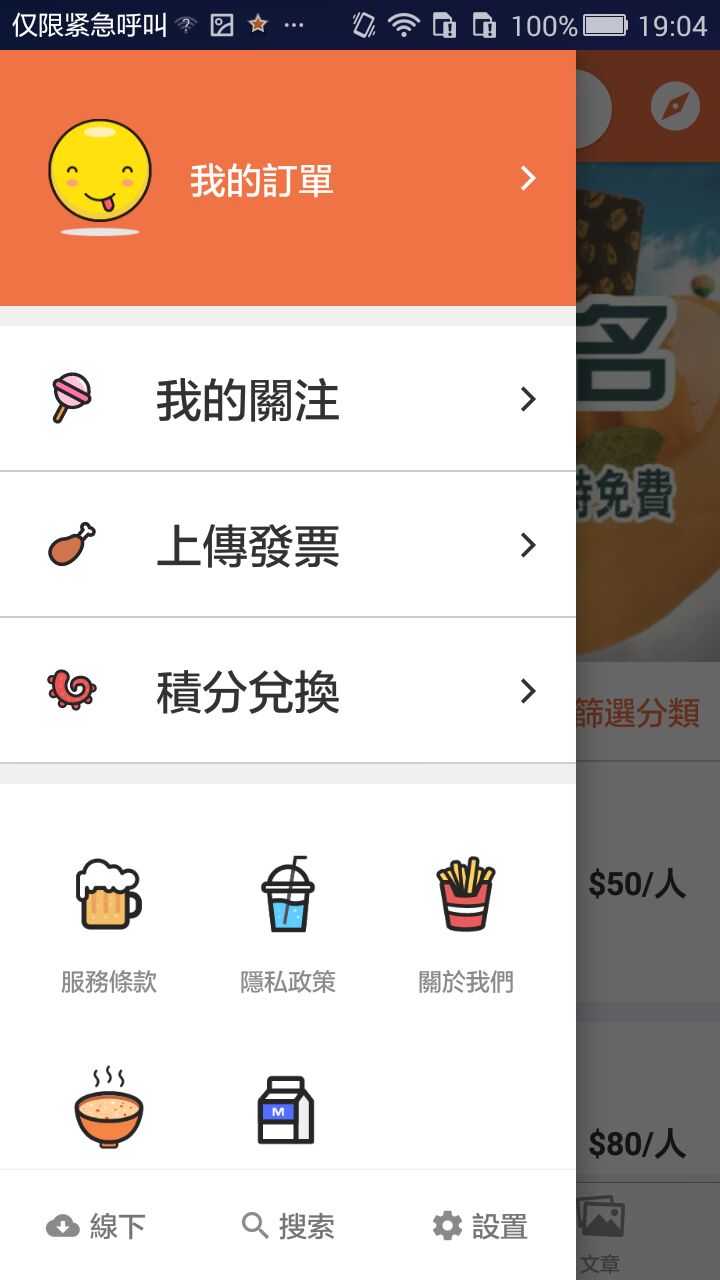 仅限紧急呼叫 ... 100% 19:04
我的訂單
名
我的關注
時免費
上傳發票
積分兌換
篩選分類
$50/人
服務條款 隱私政策 關於我們
M
$80/人
線下 搜索 設置
文章